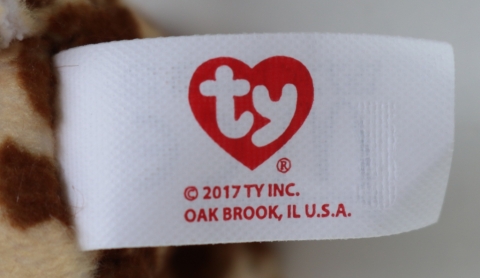 ty®
© 2017 TY INC.
OAK BROOK, IL U.S.A.